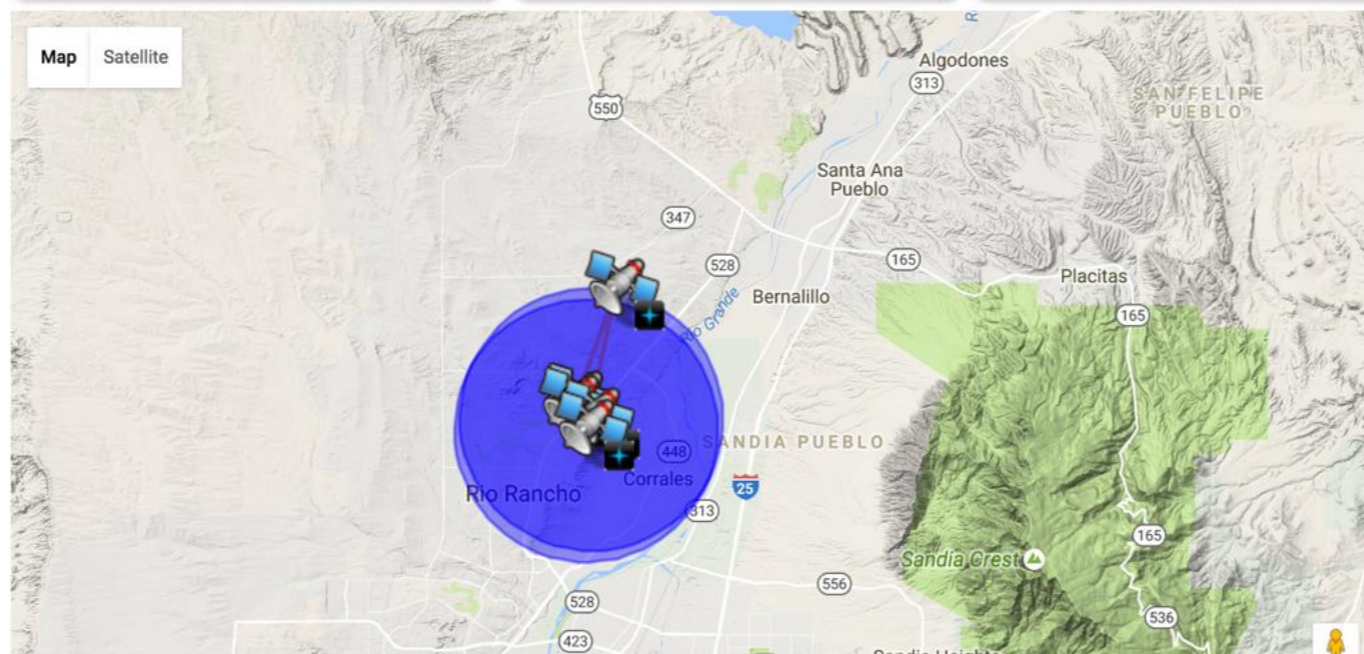 Map
Satellite
Algodones
313
SAN FELIPE
PUEBLO
550
Santa Ana
Pueblo
347
528
165
Placitas
Bernalillo
Rio Grande
165
SANDIA PUEBLO
448
Corrales
Rio Rancho
25
313
165
Sandia Crest
556
528
536
423